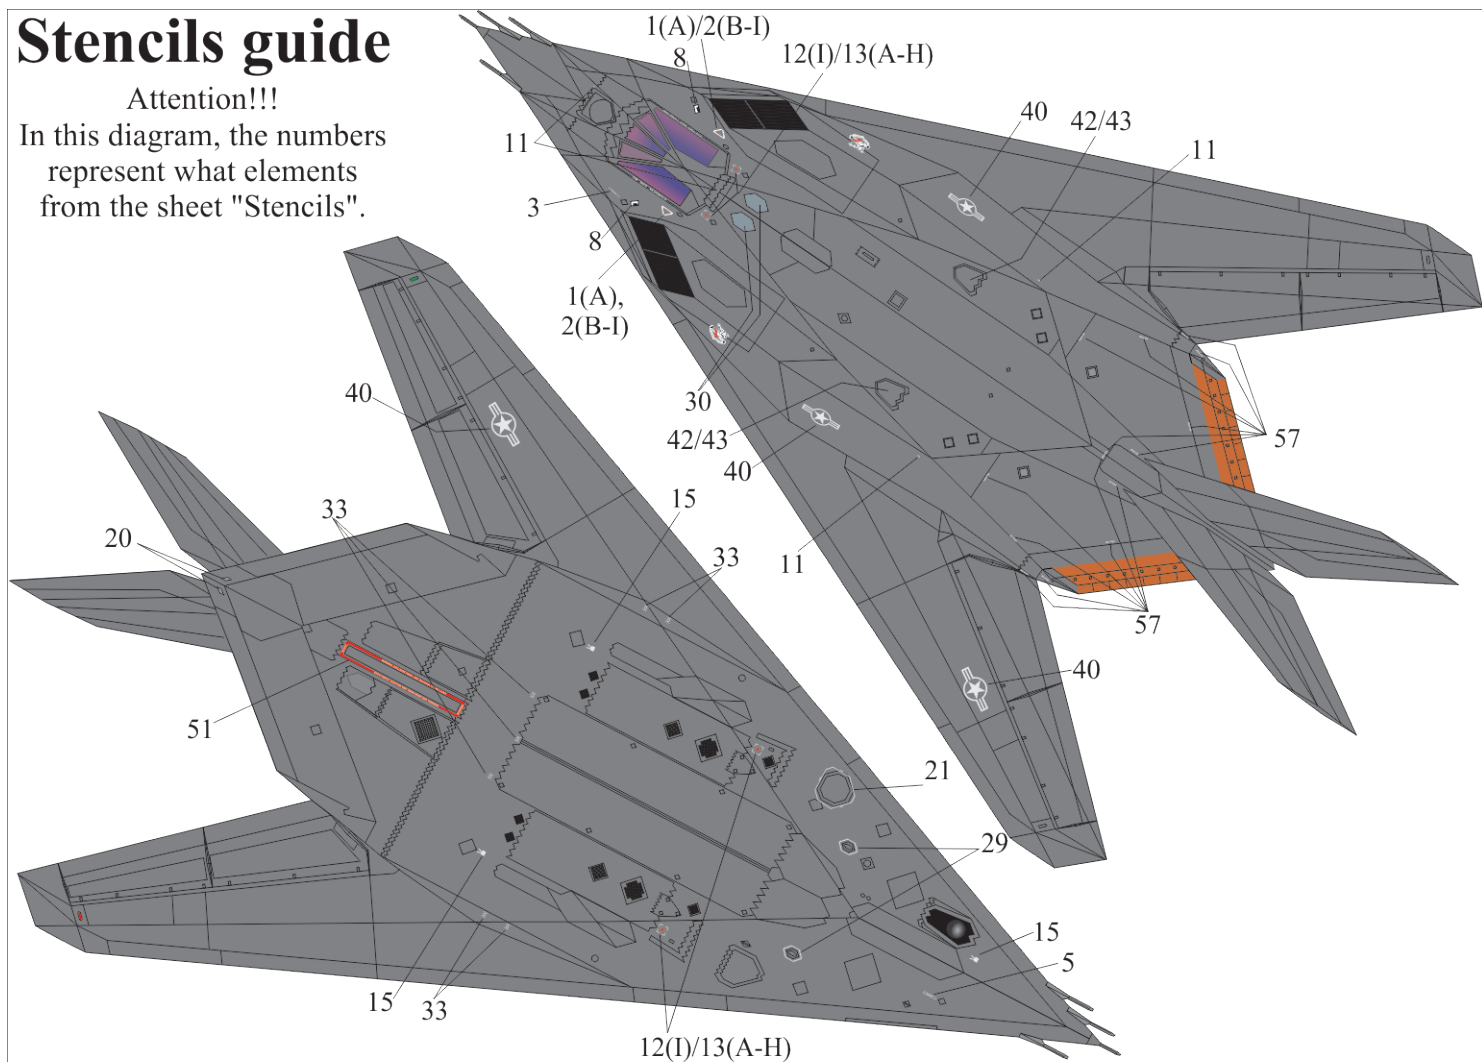 Stencils guide
Attention!!!
In this diagram, the numbers
represent what elements
from the sheet "Stencils".
1(A)/2(B-I)
8
12(I)/13(A-H)
40
42/43
11
11
3
8
1(A),
2(B-I)
30
42/43
40
57
40
33
15
20
33
11
57
40
51
21
29
15
5
15
33
12(I)/13(A-H)